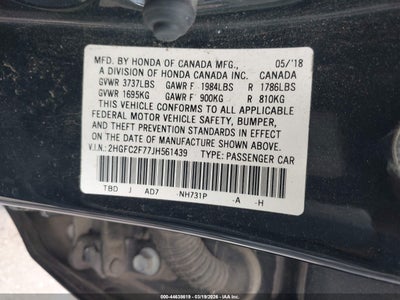 MFD. BY HONDA OF CANADA MFG., 05/'18
A DIVISION OF HONDA CANADA INC. CANADA
GVWR 3737LBS GAWR F 1984LBS R 1786LBS
GVWR 1695KG GAWR F 900KG R 810KG
THIS VEHICLE CONFORMS TO ALL APPLICABLE
FEDERAL MOTOR VEHICLE SAFETY, BUMPER,
AND THEFT PREVENTION STANDARDS IN EFFECT
ON THE DATE OF MANUFACTURE SHOWN ABOVE.
V.I.N.: 2HGFC2F77JH561439 TYPE: PASSENGER CAR
TBD J AD7 -NH731P -A -H
000-44638619 - 03/19/2026 - IAAI.COM